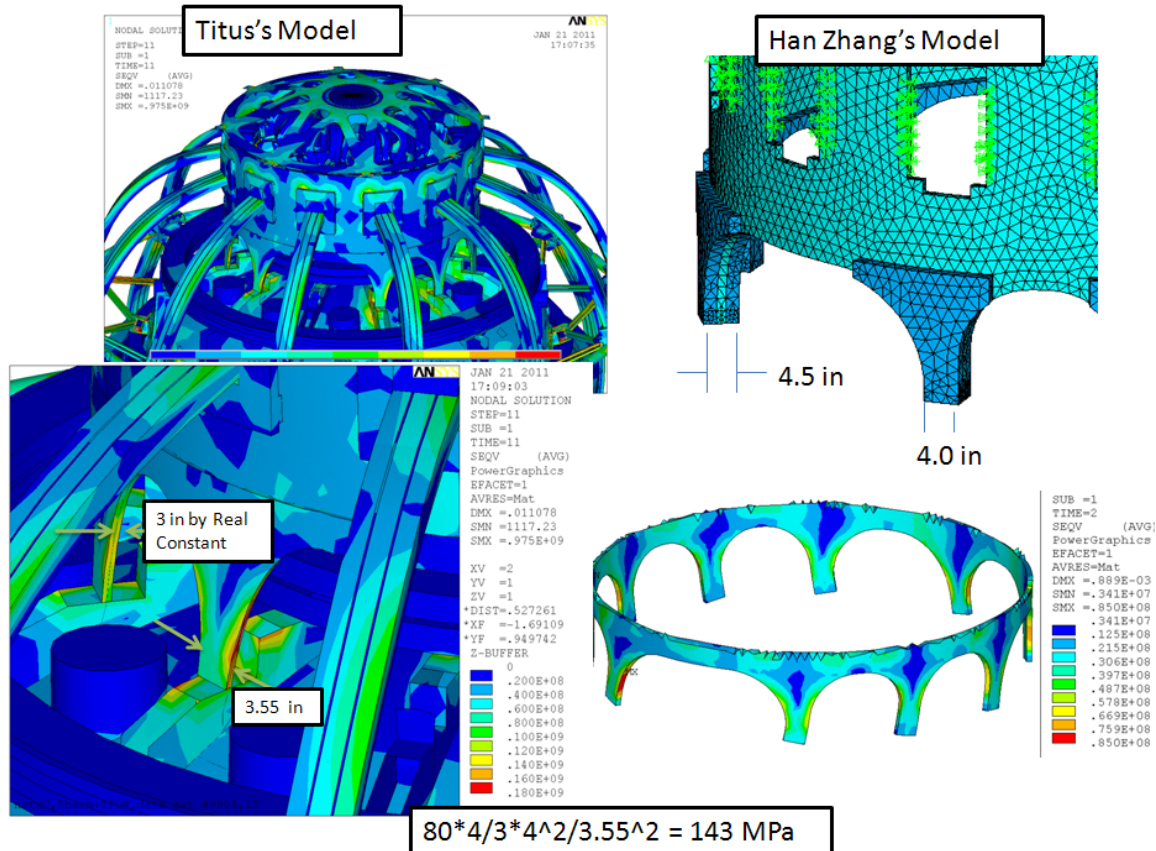 Titus's Model
Han Zhang's Model
1
NODAL SOLUTI
STEP=11
SUB =1
TIME=11
SEQV (AVG)
DMX =.011078
SMN =1117.23
SMX =.975E+09
ANSYS
JAN 21 2011
17:07:35
4.5 in
4.0 in
ANSYS
JAN 21 2011
17:09:03
NODAL SOLUTION
STEP=11
SUB =1
TIME=11
SEQV (AVG)
PowerGraphics
EFACET=1
AVRES=Mat
DMX =.011078
SMN =1117.23
SMX =.975E+09
XV =2
YV =1
ZV =1
*DIST=.527261
*XF =-1.69109
*YF =.949742
Z-BUFFER
0
.200E+08
.400E+08
.600E+08
.800E+08
.100E+09
.120E+09
.140E+09
.160E+09
.180E+09
3 in by Real
Constant
3.55 in
MX
SUB =1
TIME=2
SEQV (AVG)
PowerGraphics
EFACET=1
AVRES=Mat
DMX =.889E-03
SMN =.341E+07
SMX =.850E+08
.341E+07
.125E+08
.215E+08
.306E+08
.397E+08
.487E+08
.578E+08
.669E+08
.759E+08
.850E+08
80*4/3*4^2/3.55^2 = 143 MPa